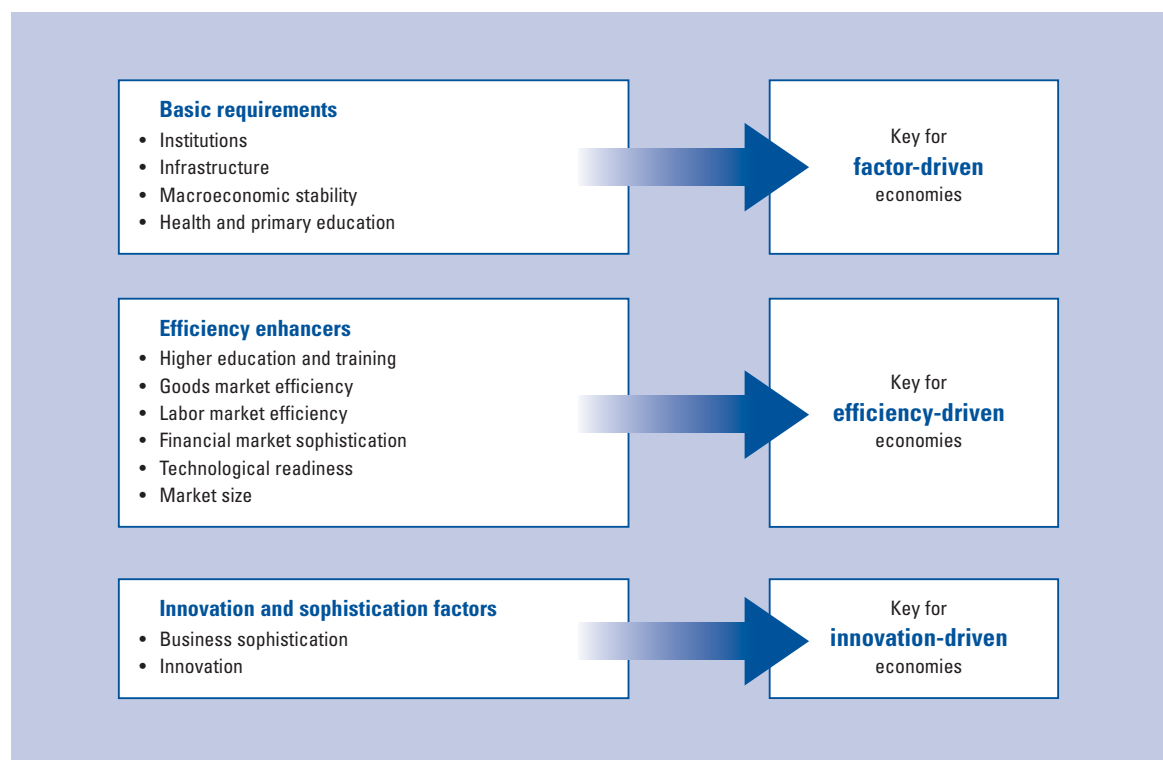 Basic requirements
• Institutions
• Infrastructure
• Macroeconomic stability
• Health and primary education
Key for
factor-driven
economies
Efficiency enhancers
• Higher education and training
• Goods market efficiency
• Labor market efficiency
• Financial market sophistication
• Technological readiness
• Market size
Key for
efficiency-driven
economies
Innovation and sophistication factors
• Business sophistication
• Innovation
Key for
innovation-driven
economies